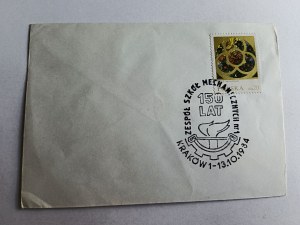 ZESPÓŁ SZKÓŁ MECHANICZNYCH nr 1
150
LAT
KRAKÓW 1-13.10.1984